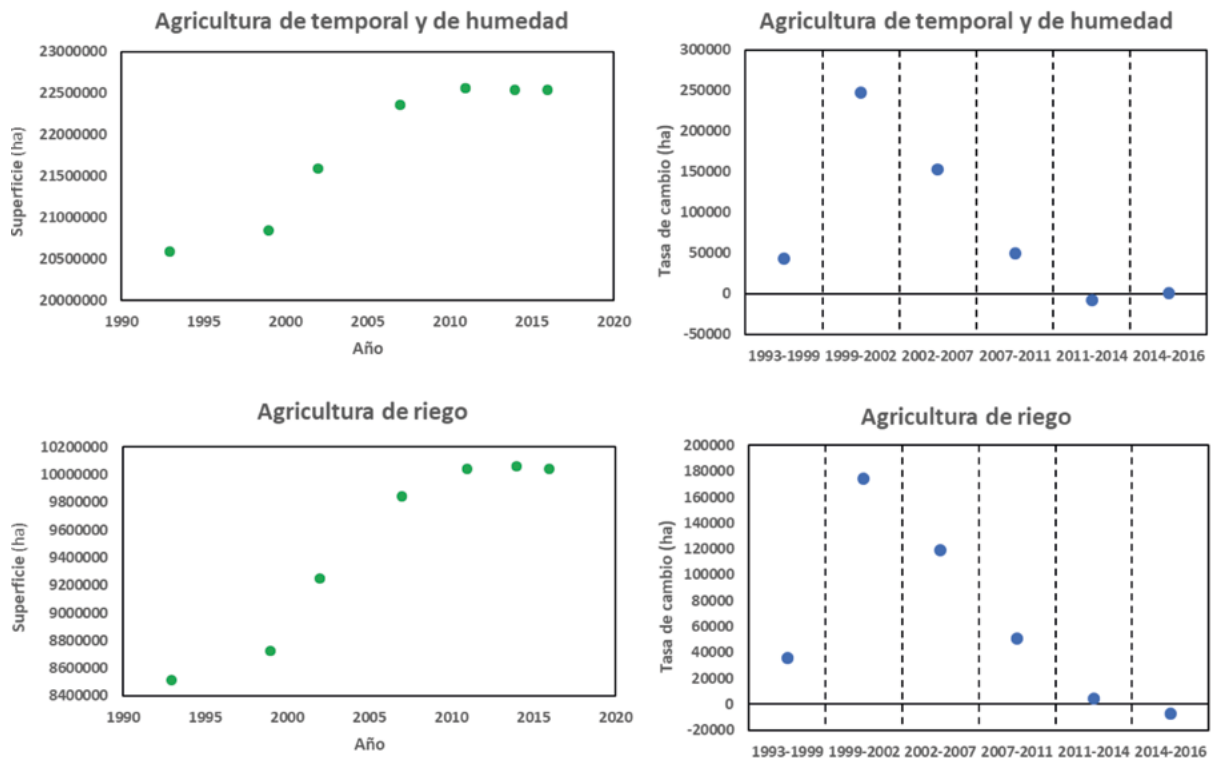 Agricultura de temporal y de humedad
23000000
22500000
22000000
21500000
21000000
20500000
20000000
Superficie (ha)
1990 1995 2000 2005 2010 2015 2020
Año
Agricultura de temporal y de humedad
300000
250000
200000
150000
100000
50000
0
-50000
Tasa de cambio (ha)
1993-1999 1999-2002 2002-2007 2007-2011 2011-2014 2014-2016
Agricultura de riego
10200000
10000000
9800000
9600000
9400000
9200000
9000000
8800000
8600000
8400000
Superficie (ha)
1990 1995 2000 2005 2010 2015 2020
Año
Agricultura de riego
200000
180000
160000
140000
120000
100000
80000
60000
40000
20000
0
-20000
Tasa de cambio (ha)
1993-1999 1999-2002 2002-2007 2007-2011 2011-2014 2014-2016